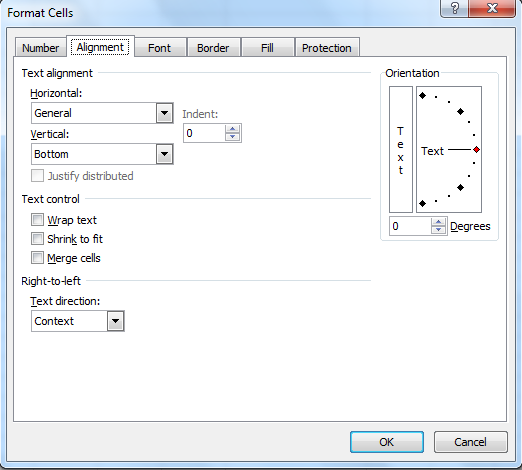 Format Cells
?
Number Alignment Font Border Fill Protection
Text alignment
Horizontal:
General
Indent:
0
Vertical:
Bottom
Justify distributed
Text control
Wrap text
Shrink to fit
Merge cells
Right-to-left
Text direction:
Context
Orientation
Text
Text
0 Degrees
OK Cancel